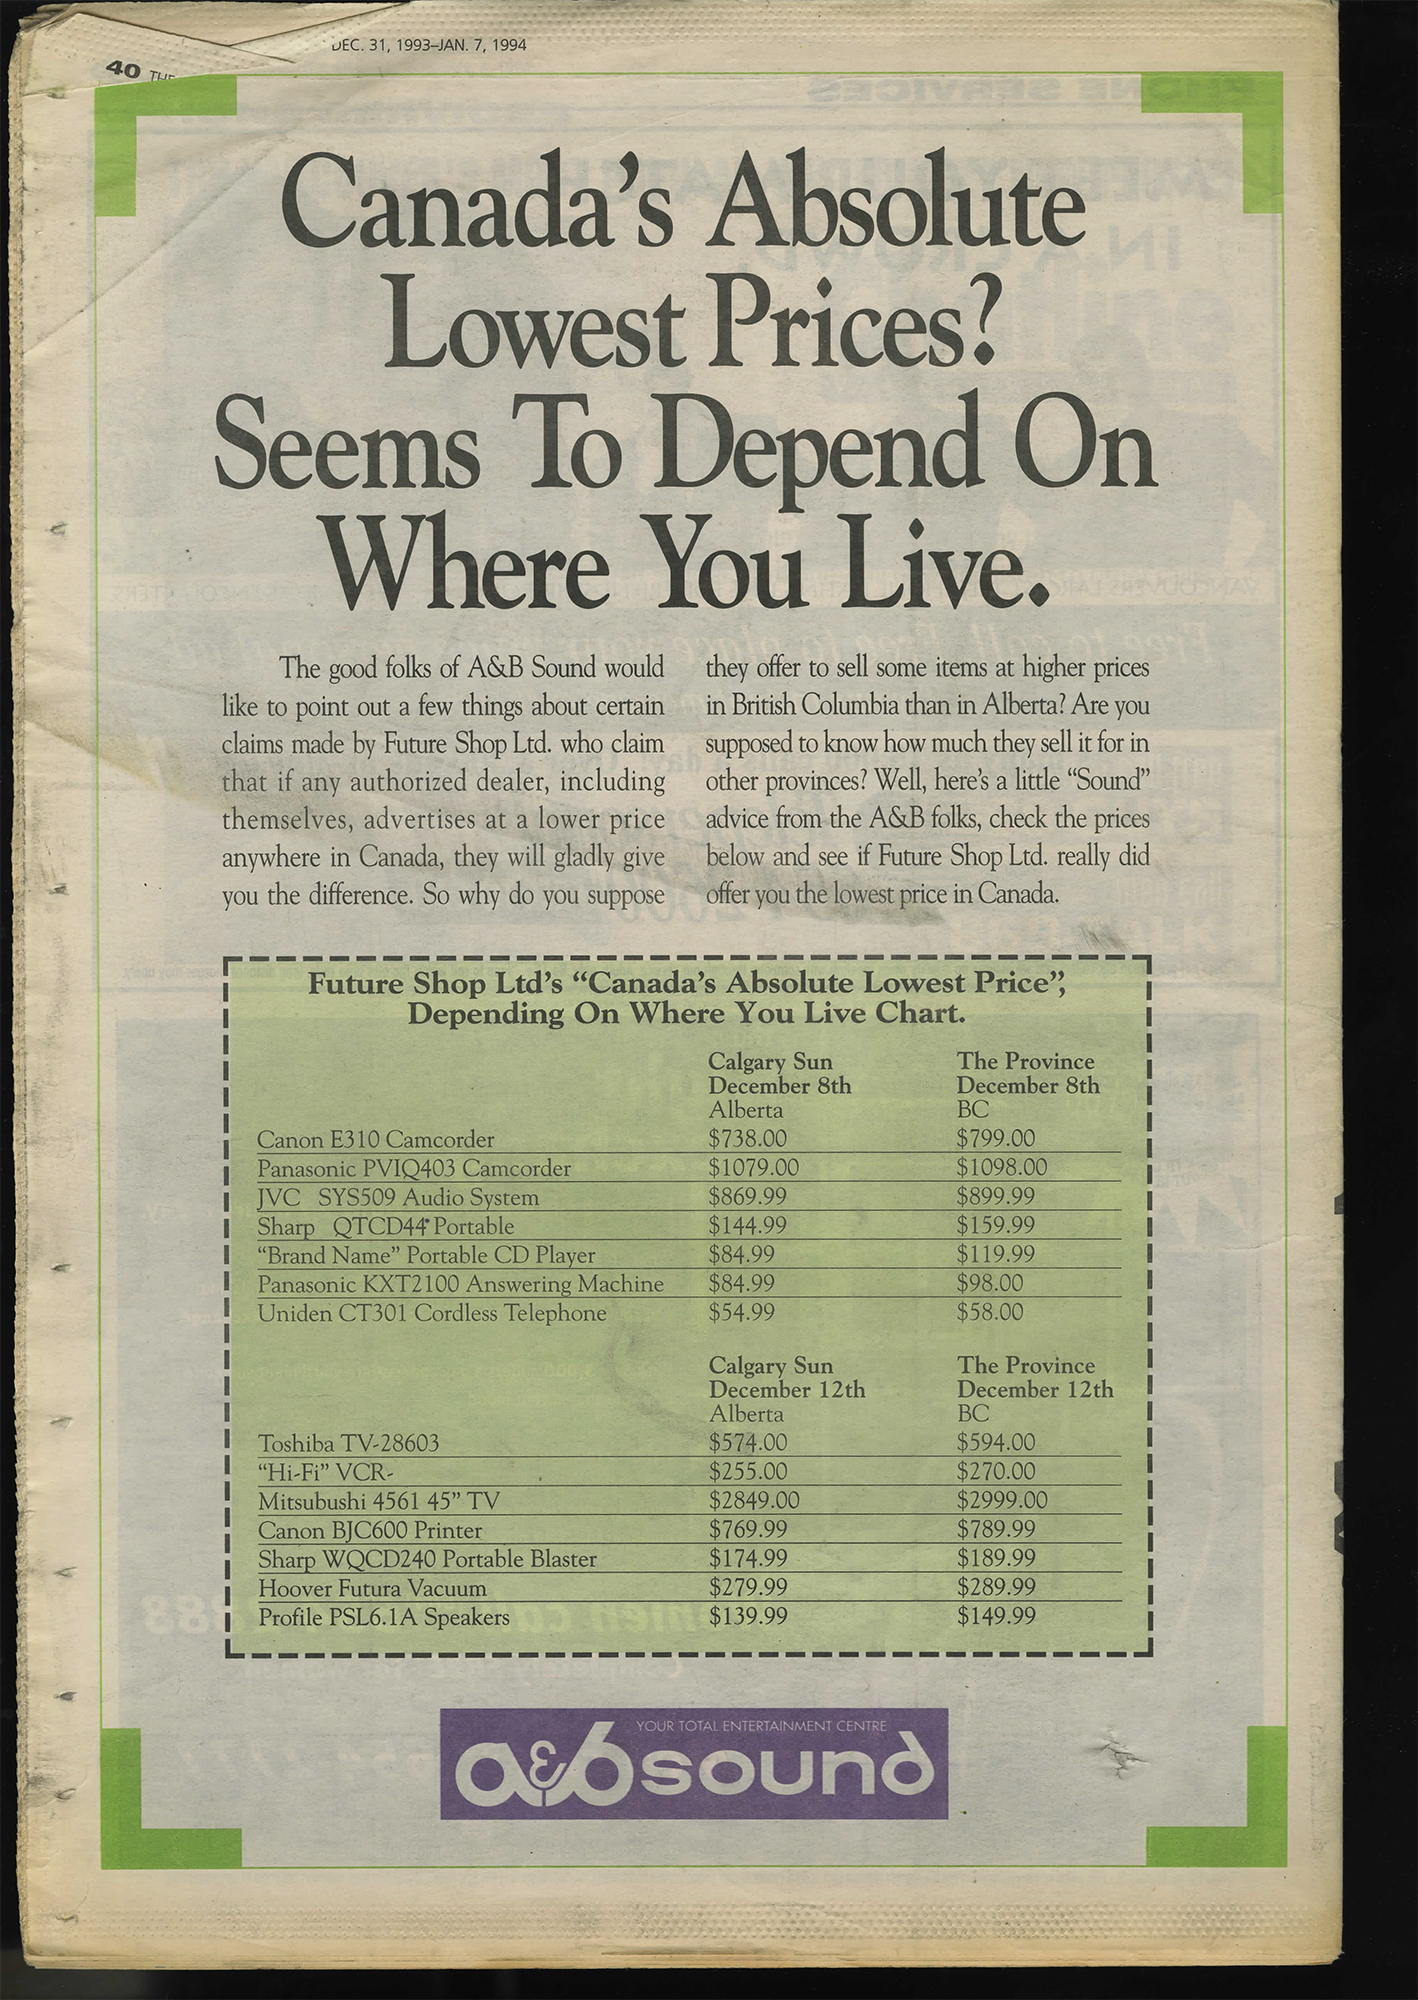 DEC. 31, 1993–JAN. 7, 1994
40
Canada's Absolute
Lowest Prices?
Seems To Depend On
Where You Live.
The good folks of A&B Sound would
like to point out a few things about certain
claims made by Future Shop Ltd. who claim
that if any authorized dealer, including
themselves, advertises at a lower price
anywhere in Canada, they will gladly give
you the difference. So why do you suppose
they offer to sell some items at higher prices
in British Columbia than in Alberta? Are you
supposed to know how much they sell it for in
other provinces? Well, here's a little “Sound”
advice from the A&B folks, check the prices
below and see if Future Shop Ltd. really did
offer you the lowest price in Canada.
Future Shop Ltd's “Canada's Absolute Lowest Price”,
Depending On Where You Live Chart.
Calgary Sun The Province
December 8th December 8th
Alberta BC
Canon E310 Camcorder $738.00 $799.00
Panasonic PVIQ403 Camcorder $1079.00 $1098.00
JVC SYS509 Audio System $869.99 $899.99
Sharp QTCD44 Portable $144.99 $159.99
“Brand Name” Portable CD Player $84.99 $119.99
Panasonic KXT2100 Answering Machine $84.99 $98.00
Uniden CT301 Cordless Telephone $54.99 $58.00
Calgary Sun The Province
December 12th December 12th
Alberta BC
Toshiba TV-28603 $574.00 $594.00
“Hi-Fi” VCR- $255.00 $270.00
Mitsubushi 4561 45” TV $2849.00 $2999.00
Canon BJC600 Printer $769.99 $789.99
Sharp WQCD240 Portable Blaster $174.99 $189.99
Hoover Futura Vacuum $279.99 $289.99
Profile PSL6.1A Speakers $139.99 $149.99
YOUR TOTAL ENTERTAINMENT CENTRE
a&b sound